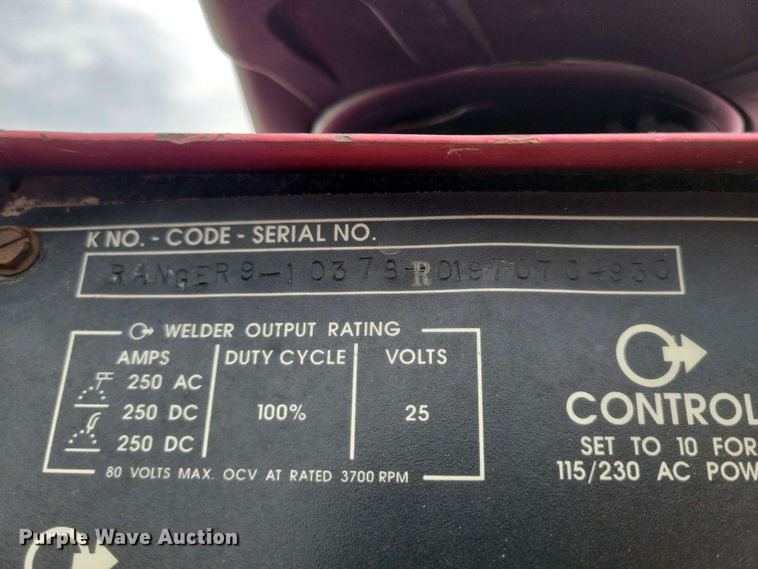 K NO. - CODE - SERIAL NO.
RANGER9-10378-R01970704930
WELDER OUTPUT RATING
AMPS DUTY CYCLE VOLTS
250 AC
250 DC 100% 25
250 DC
80 VOLTS MAX. OCV AT RATED 3700 RPM
CONTROL
SET TO 10 FOR
115/230 AC POW
Purple Wave Auction